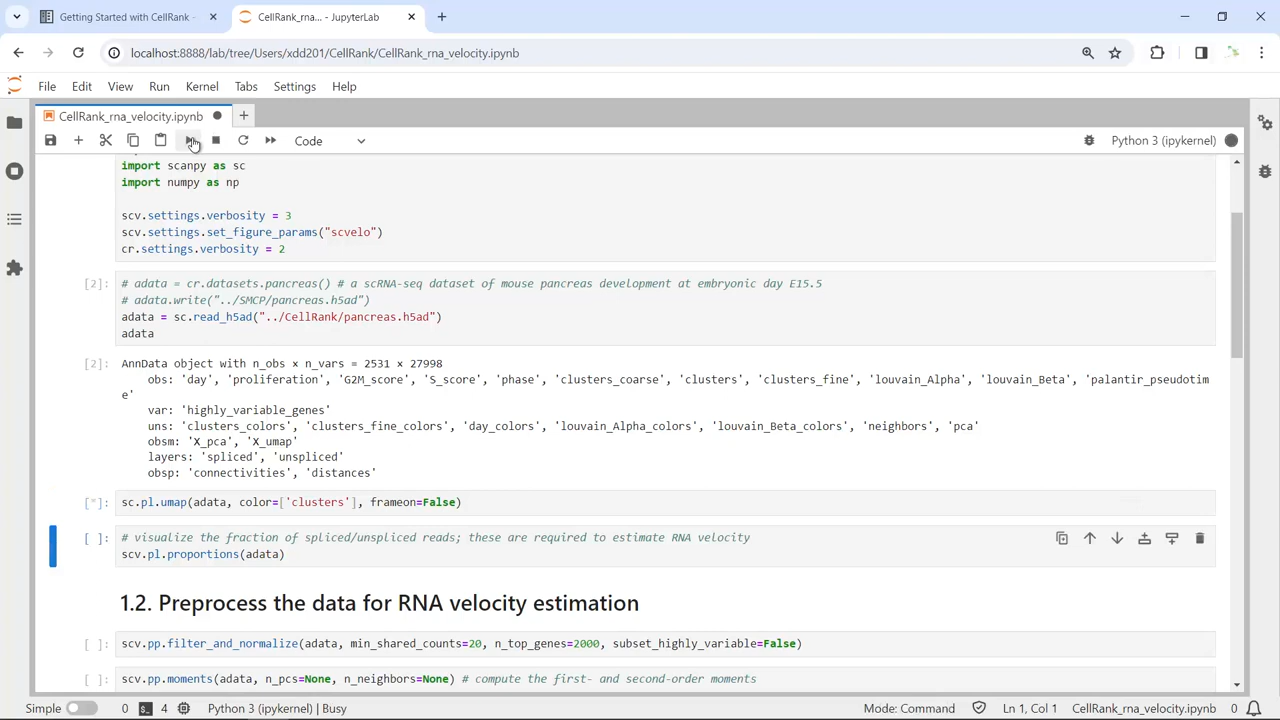 Getting Started with CellRank -
CellRank_rna... - JupyterLab
localhost:8888/lab/tree/Users/xdd201/CellRank/CellRank_rna_velocity.ipynb
File Edit View Run Kernel Tabs Settings Help
CellRank_rna_velocity.ipynb
Code
Python 3 (ipykernel)
import scanpy as sc
import numpy as np
scv.settings.verbosity = 3
scv.settings.set_figure_params("scvelo")
cr.settings.verbosity = 2
[2]: # adata = cr.datasets.pancreas() # a scRNA-seq dataset of mouse pancreas development at embryonic day E15.5
# adata.write("../SMCP/pancreas.h5ad")
adata = sc.read_h5ad("../CellRank/pancreas.h5ad")
adata
[2]: AnnData object with n_obs × n_vars = 2531 × 27998
obs: 'day', 'proliferation', 'G2M_score', 'S_score', 'phase', 'clusters_coarse', 'clusters', 'clusters_fine', 'louvain_Alpha', 'louvain_Beta', 'palantir_pseudotim
e'
var: 'highly_variable_genes'
uns: 'clusters_colors', 'clusters_fine_colors', 'day_colors', 'louvain_Alpha_colors', 'louvain_Beta_colors', 'neighbors', 'pca'
obsm: 'X_pca', 'X_umap'
layers: 'spliced', 'unspliced'
obsp: 'connectivities', 'distances'
[*]: sc.pl.umap(adata, color=['clusters'], frameon=False)
[ ]: # visualize the fraction of spliced/unspliced reads; these are required to estimate RNA velocity
scv.pl.proportions(adata)
1.2. Preprocess the data for RNA velocity estimation
[ ]: scv.pp.filter_and_normalize(adata, min_shared_counts=20, n_top_genes=2000, subset_highly_variable=False)
[ ]: scv.pp.moments(adata, n_pcs=None, n_neighbors=None) # compute the first- and second-order moments
Simple 0 4 Python 3 (ipykernel) | Busy Mode: Command Ln 1, Col 1 CellRank_rna_velocity.ipynb 0